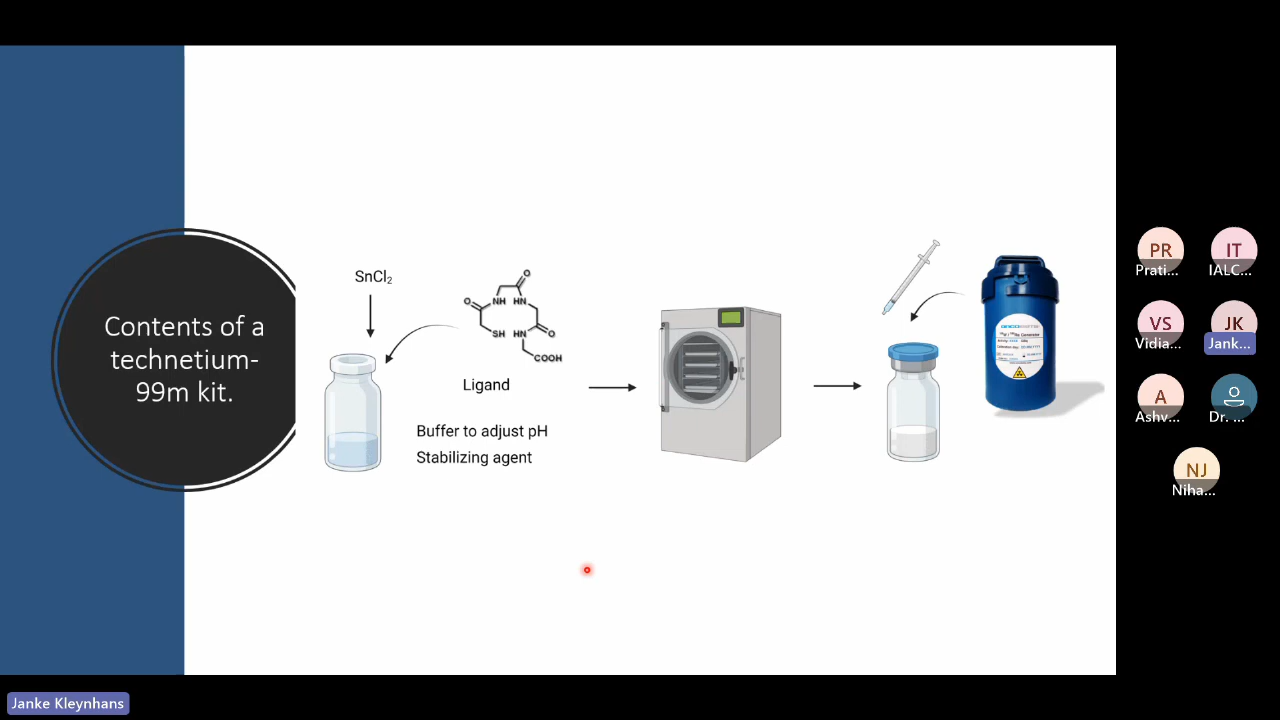 Contents of a
technetium-
99m kit.
SnCl₂
O
O
NH
HN
SH
O
HN
COOH
Ligand
Buffer to adjust pH
Stabilizing agent
PR
Prati...
IT
IALC...
VS
Vidia...
JK
Jank...
A
Ashv...
Dr. ...
NJ
Niha...
Janke Kleynhans